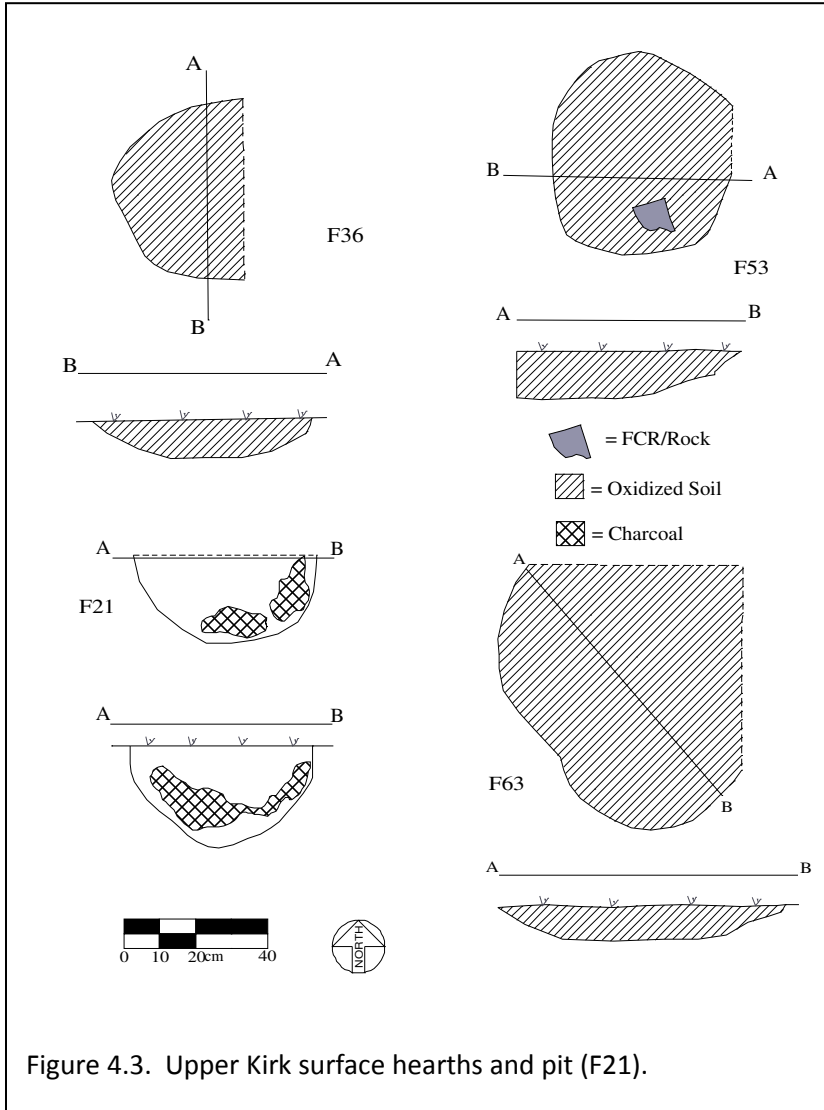 A
F36
B
B
A
A
B
F21
A
B
0 10 20cm 40
NORTH
B
A
F53
A
B
= FCR/Rock
= Oxidized Soil
= Charcoal
A
F63
B
A
B
Figure 4.3. Upper Kirk surface hearths and pit (F21).